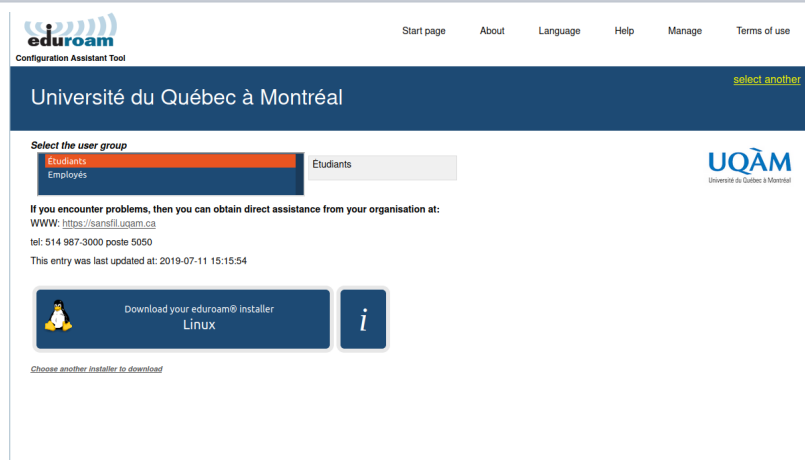 eduroam
Configuration Assistant Tool
Start page About Language Help Manage Terms of use
select another
Université du Québec à Montréal
Select the user group
Étudiants
Employés
Étudiants
UQÀM
Université du Québec à Montréal
If you encounter problems, then you can obtain direct assistance from your organisation at:
WWW: https://sansfil.uqam.ca
tel: 514 987-3000 poste 5050
This entry was last updated at: 2019-07-11 15:15:54
Download your eduroam® installer
Linux
i
Choose another installer to download